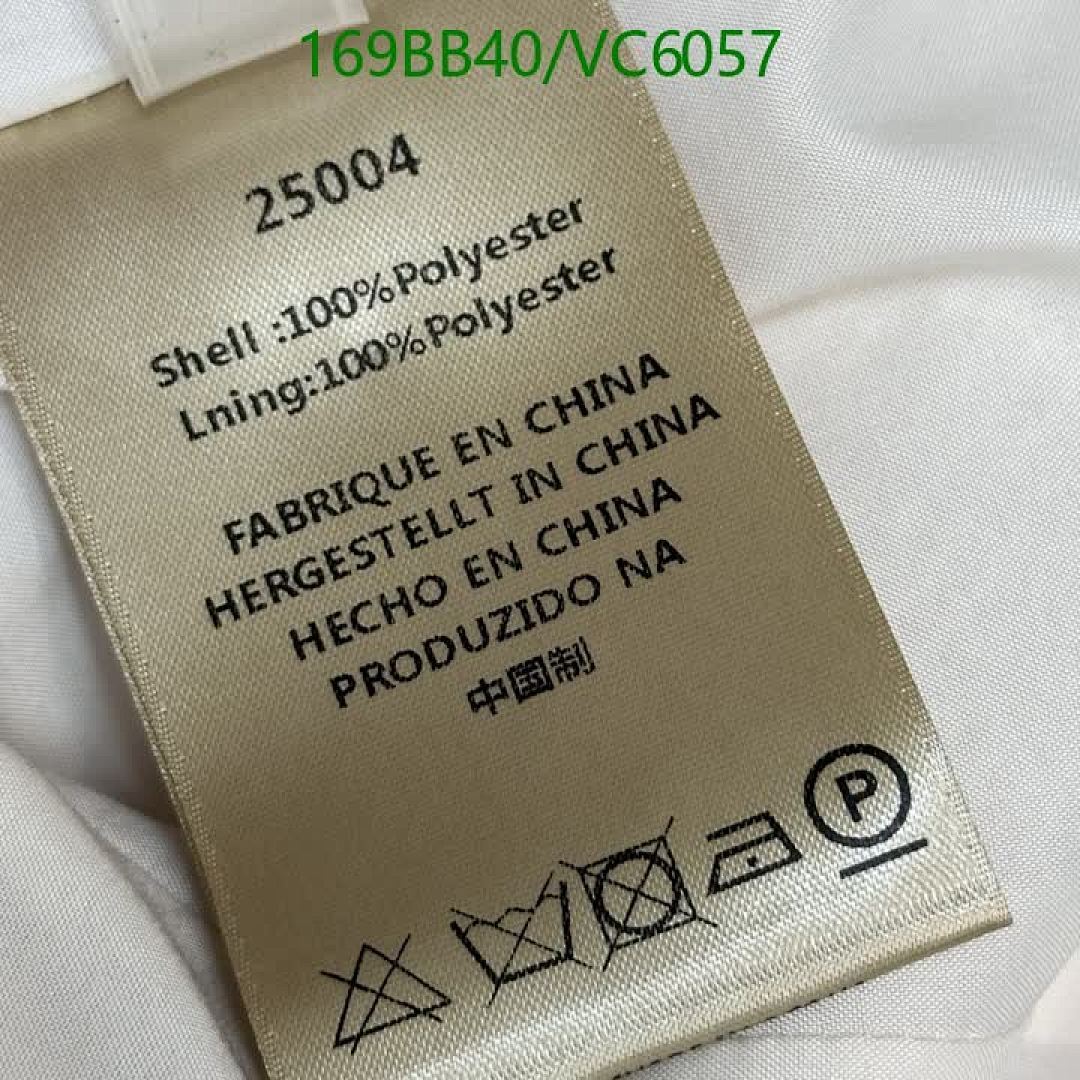 169BB40/VC6057
25004
Shell :100%Polyester
Lning:100%Polyester
FABRIQUE EN CHINA
HERGESTELLT IN CHINA
HECHO EN CHINA
PRODUZIDO NA
中国制
P